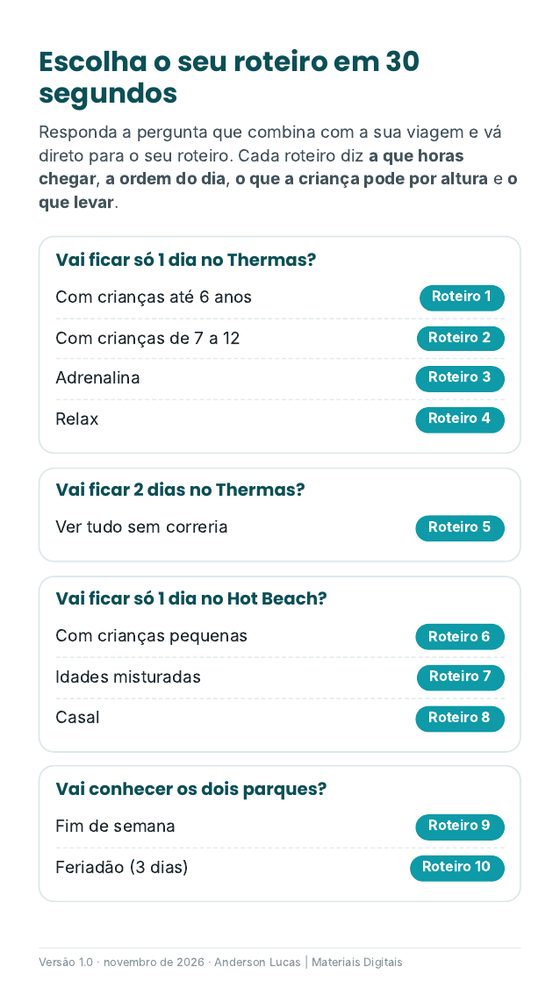 Escolha o seu roteiro em 30
segundos
Responda a pergunta que combina com a sua viagem e vá
direto para o seu roteiro. Cada roteiro diz a que horas
chegar, a ordem do dia, o que a criança pode por altura e o
que levar.
Vai ficar só 1 dia no Thermas?
Com crianças até 6 anos
Roteiro 1
Com crianças de 7 a 12
Roteiro 2
Adrenalina
Roteiro 3
Relax
Roteiro 4
Vai ficar 2 dias no Thermas?
Ver tudo sem correria
Roteiro 5
Vai ficar só 1 dia no Hot Beach?
Com crianças pequenas
Roteiro 6
Idades misturadas
Roteiro 7
Casal
Roteiro 8
Vai conhecer os dois parques?
Fim de semana
Roteiro 9
Feriadão (3 dias)
Roteiro 10
Versão 1.0 · novembro de 2026 · Anderson Lucas | Materiais Digitais